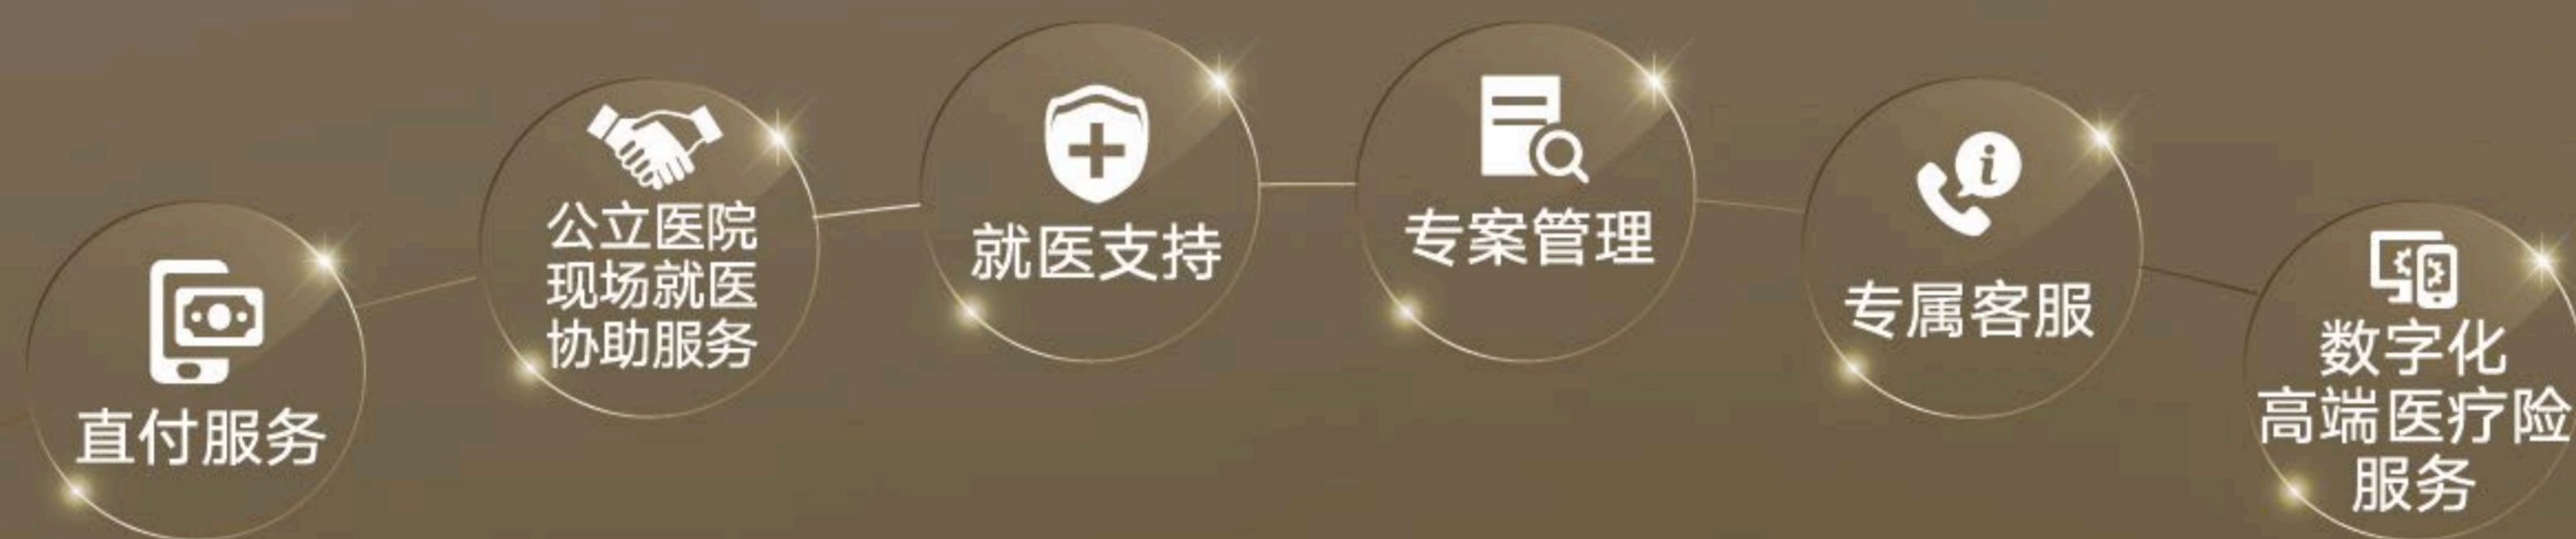 直付服务
公立医院
现场就医
协助服务
就医支持
专案管理
专属客服
数字化
高端医疗险
服务